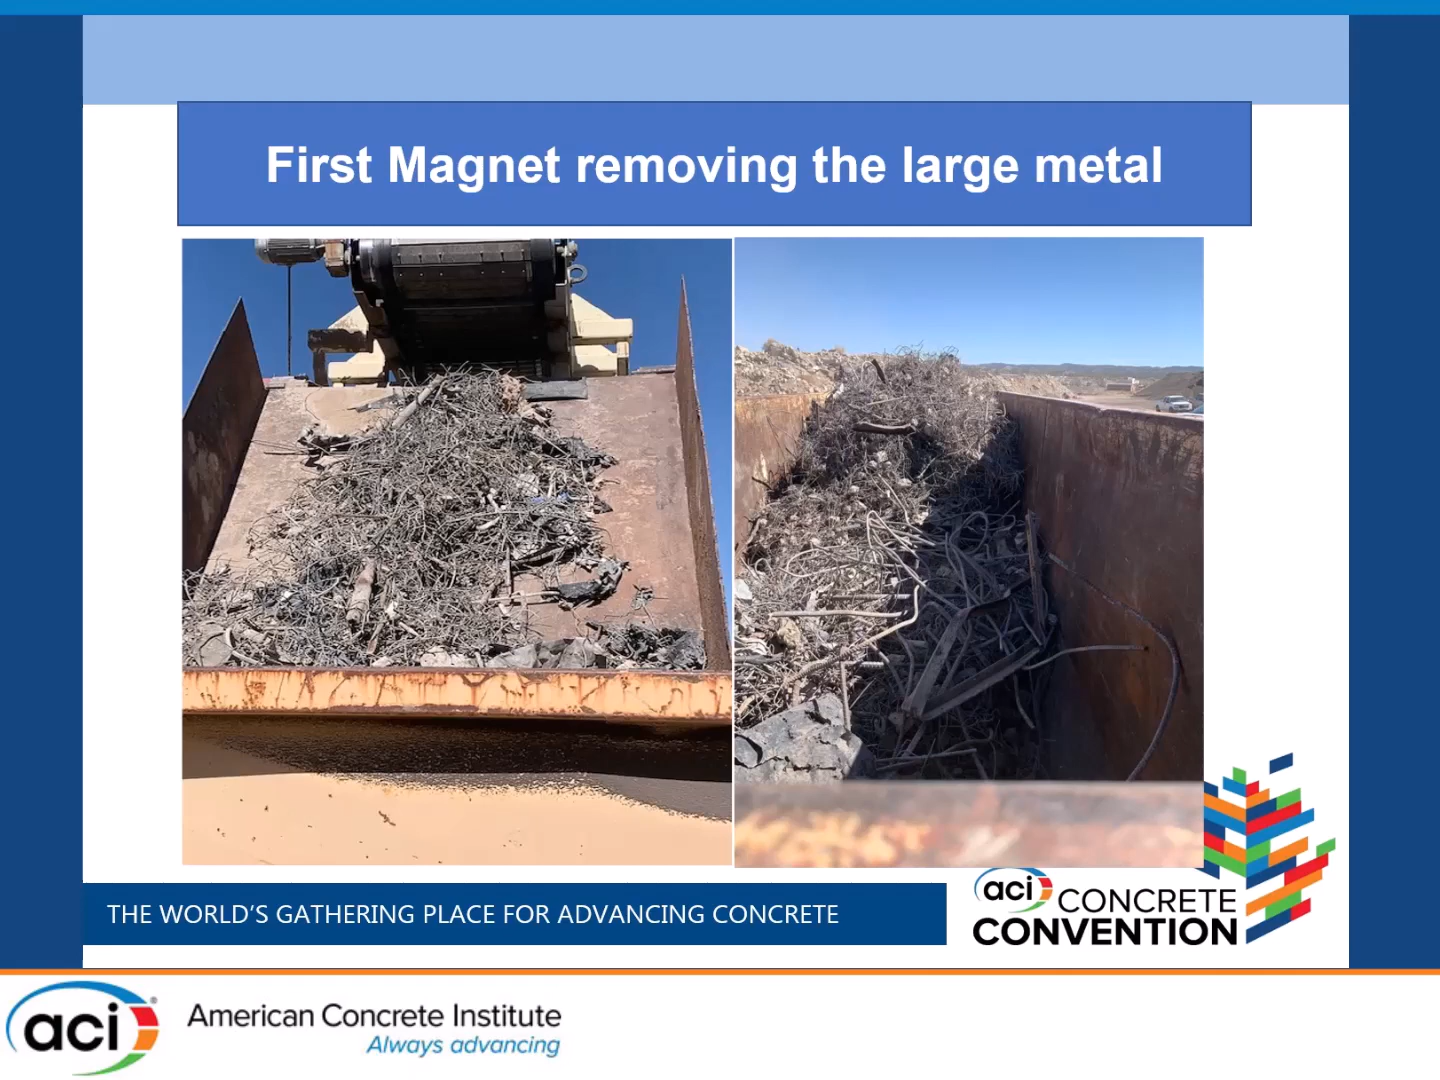 First Magnet removing the large metal
THE WORLD’S GATHERING PLACE FOR ADVANCING CONCRETE
aci CONCRETE
CONVENTION
aci
American Concrete Institute
Always advancing